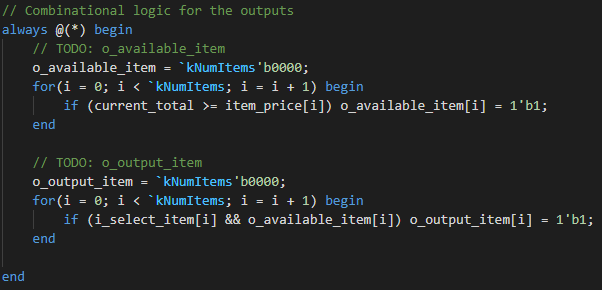 // Combinational logic for the outputs
always @(*) begin
    // TODO: o_available_item
    o_available_item = `kNumItems'b0000;
    for(i = 0; i < `kNumItems; i = i + 1) begin
        if (current_total >= item_price[i]) o_available_item[i] = 1'b1;
    end

    // TODO: o_output_item
    o_output_item = `kNumItems'b0000;
    for(i = 0; i < `kNumItems; i = i + 1) begin
        if (i_select_item[i] && o_available_item[i]) o_output_item[i] = 1'b1;
    end

end